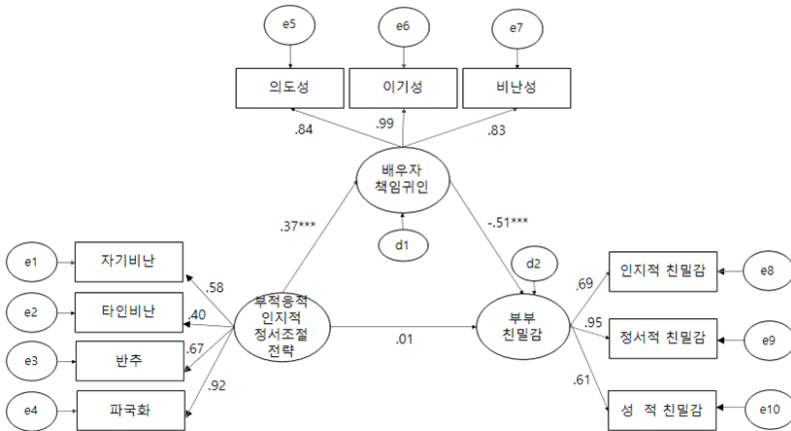 e5
e6
e7
의도성
이기성
비난성
.84
.99
.83
배우자
책임귀인
.37***
-.51***
d1
d2
e1
자기비난
.58
e2
타인비난
.40
e3
반추
.67
e4
파국화
.92
부적응적
인지적
정서조절
전략
.01
부부
친밀감
.69
인지적 친밀감
e8
.95
정서적 친밀감
e9
.61
성 적 친밀감
e10